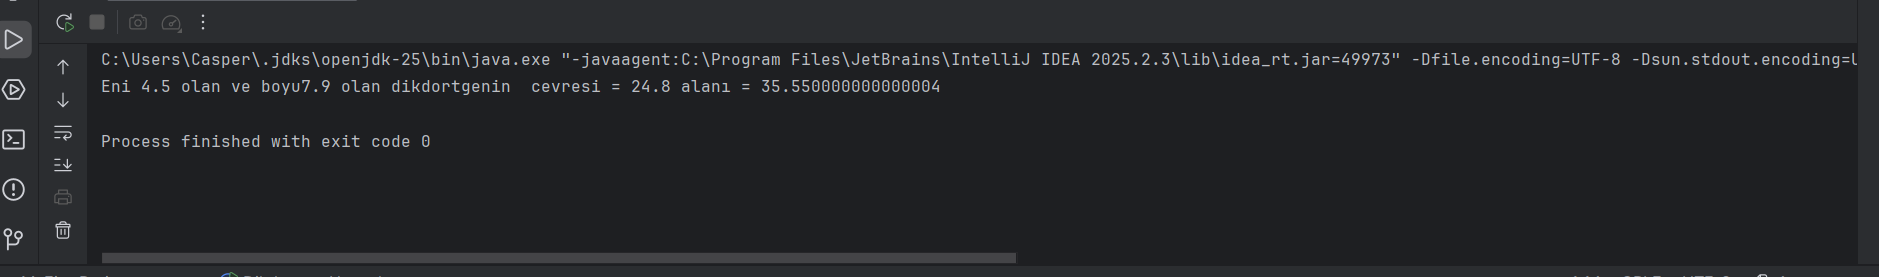 C:\Users\Casper\.jdks\openjdk-25\bin\java.exe "-javaagent:C:\Program Files\JetBrains\IntelliJ IDEA 2025.2.3\lib\idea_rt.jar=49973" -Dfile.encoding=UTF-8 -Dsun.stdout.encoding=U
Eni 4.5 olan ve boyu7.9 olan dikdortgenin  cevresi = 24.8 alanı = 35.550000000000004
Process finished with exit code 0